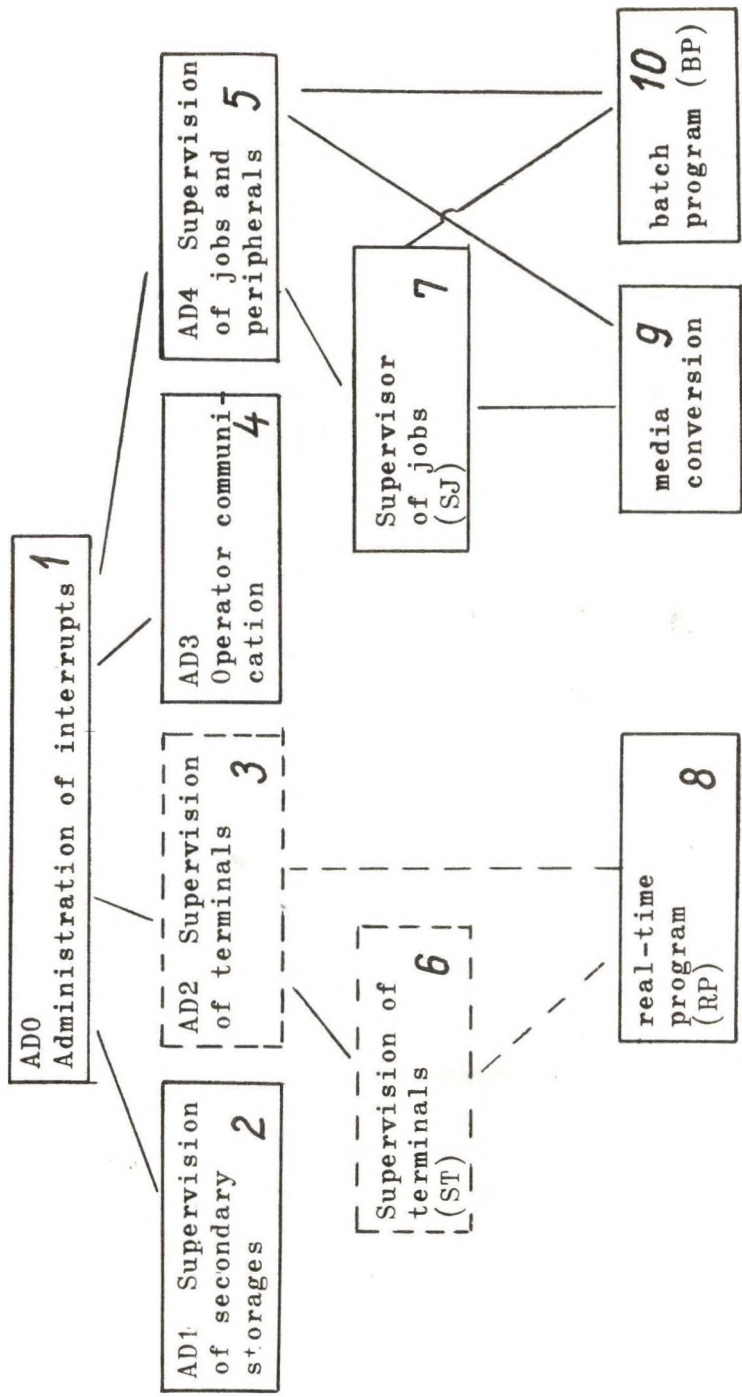 AD0
Administration of interrupts 1
AD1 Supervision
of secondary
storages 2
AD2 Supervision
of terminals 3
AD3
Operator communi-
cation 4
AD4 Supervision
of jobs and
peripherals 5
Supervision of
terminals
(ST) 6
Supervisor
of jobs
(SJ) 7
real-time
program
(RP) 8
media
conversion 9
batch 10
program (BP)